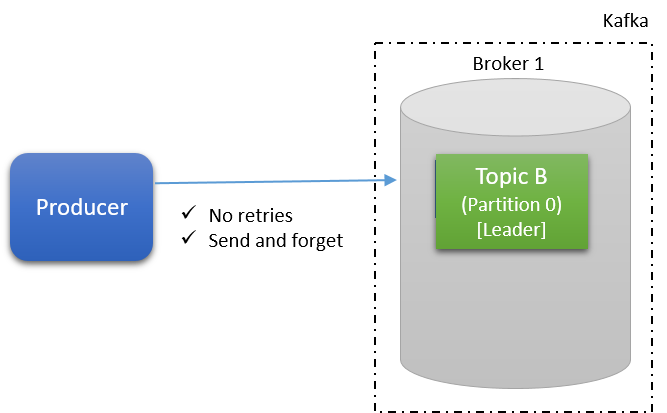 Kafka
Broker 1
Producer
Topic B
(Partition 0)
[Leader]
✓ No retries
✓ Send and forget